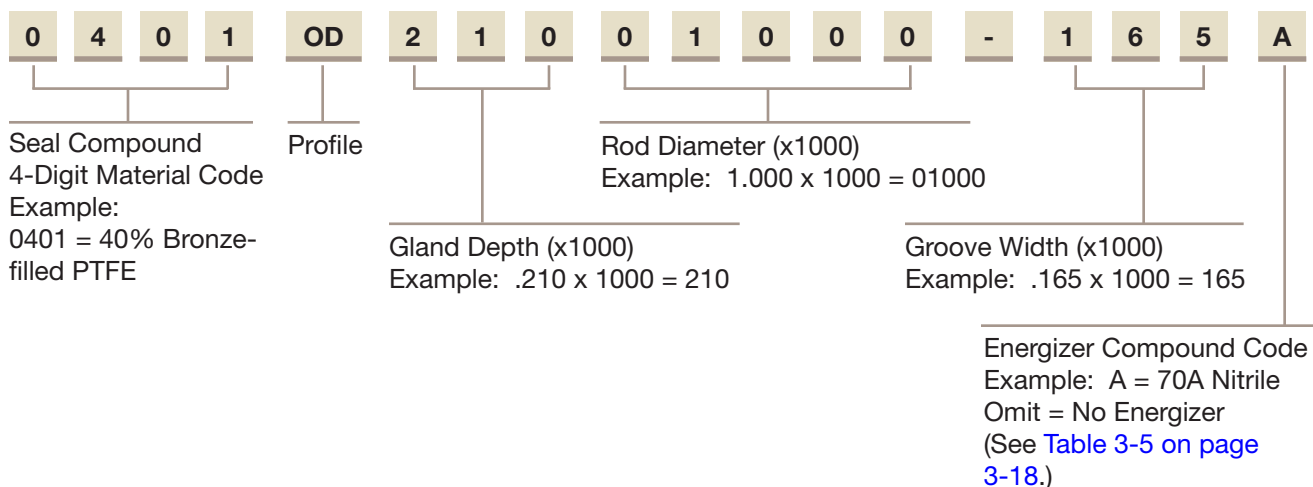 0 4 0 1 OD 2 1 0 0 1 0 0 0 - 1 6 5 A
Seal Compound
4-Digit Material Code
Example:
0401 = 40% Bronze-
filled PTFE
Profile
Gland Depth (x1000)
Example: .210 x 1000 = 210
Rod Diameter (x1000)
Example: 1.000 x 1000 = 01000
Groove Width (x1000)
Example: .165 x 1000 = 165
Energizer Compound Code
Example: A = 70A Nitrile
Omit = No Energizer
(See Table 3-5 on page
3-18.)